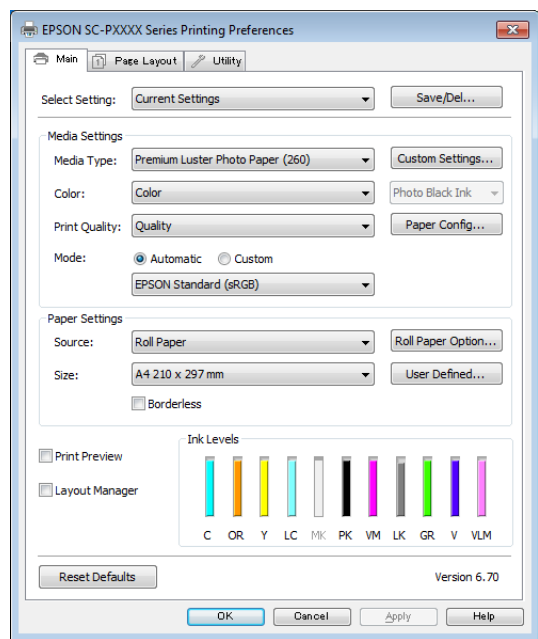 EPSON SC-PXXXX Series Printing Preferences
Main Page Layout Utility
Select Setting: Current Settings Save/Del...
Media Settings
Media Type: Premium Luster Photo Paper (260) Custom Settings...
Color: Color Photo Black Ink
Print Quality: Quality Paper Config...
Mode: Automatic Custom
EPSON Standard (sRGB)
Paper Settings
Source: Roll Paper Roll Paper Option...
Size: A4 210 x 297 mm User Defined...
Borderless
Ink Levels
Print Preview
Layout Manager
C OR Y LC MK PK VM LK GR V VLM
Reset Defaults Version 6.70
OK Cancel Apply Help